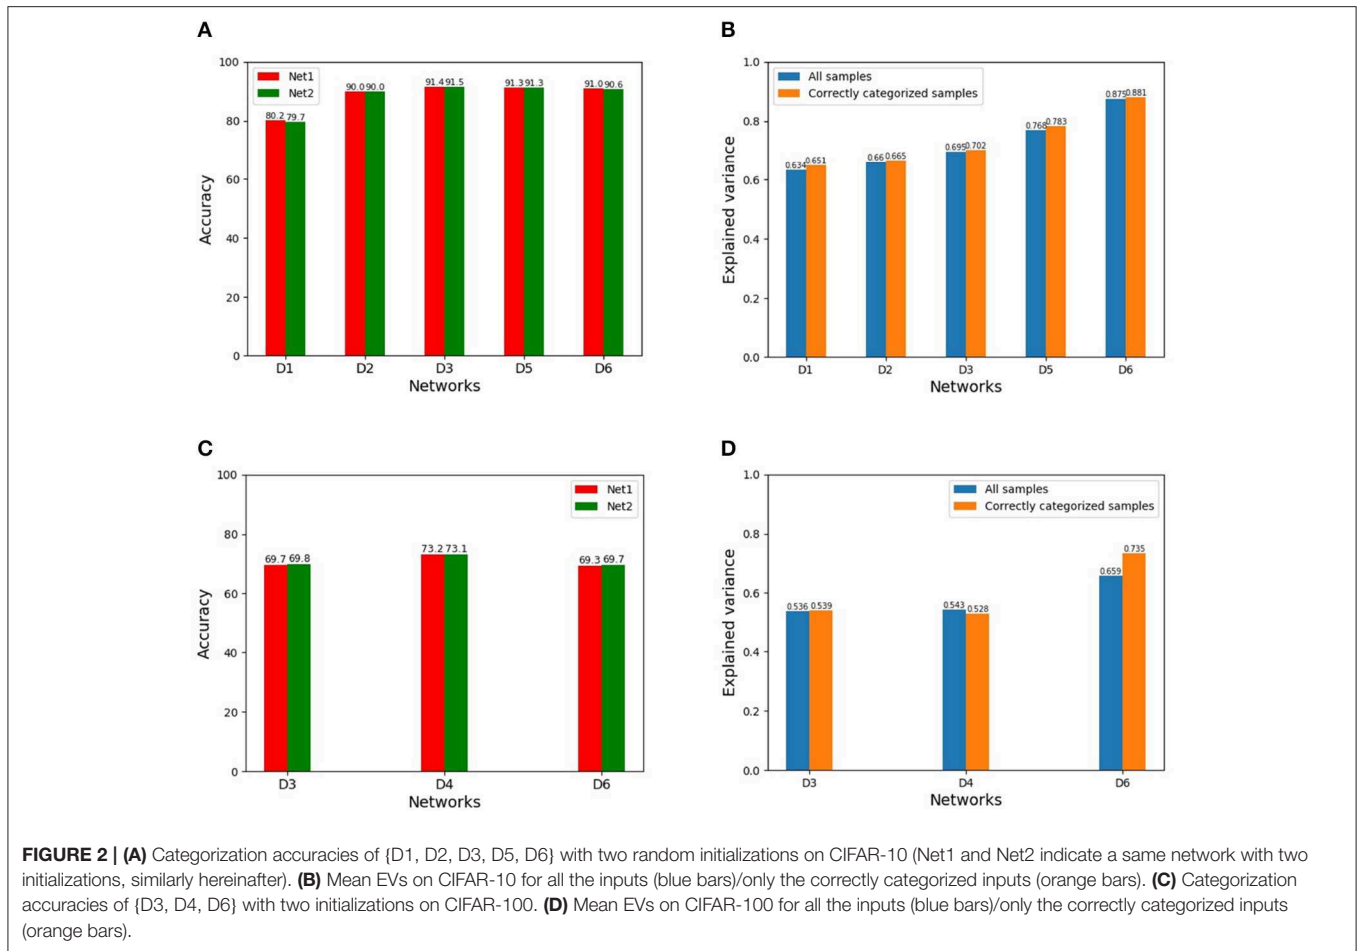 A
100
80
60
40
20
0
Accuracy
Net1
Net2
80.2 79.7
90.0 90.0
91.4 91.5
91.3 91.3
91.0 90.6
D1 D2 D3 D5 D6
Networks
B
1.0
0.8
0.6
0.4
0.2
0.0
Explained variance
All samples
Correctly categorized samples
0.634 0.651
0.66 0.665
0.695 0.702
0.768 0.783
0.875 0.881
D1 D2 D3 D5 D6
Networks
C
100
80
60
40
20
0
Accuracy
Net1
Net2
69.7 69.8
73.2 73.1
69.3 69.7
D3 D4 D6
Networks
D
1.0
0.8
0.6
0.4
0.2
0.0
Explained variance
All samples
Correctly categorized samples
0.536 0.539
0.543 0.528
0.659 0.735
D3 D4 D6
Networks
FIGURE 2 | (A) Categorization accuracies of {D1, D2, D3, D5, D6} with two random initializations on CIFAR-10 (Net1 and Net2 indicate a same network with two
initializations, similarly hereinafter). (B) Mean EVs on CIFAR-10 for all the inputs (blue bars)/only the correctly categorized inputs (orange bars). (C) Categorization
accuracies of {D3, D4, D6} with two initializations on CIFAR-100. (D) Mean EVs on CIFAR-100 for all the inputs (blue bars)/only the correctly categorized inputs
(orange bars).